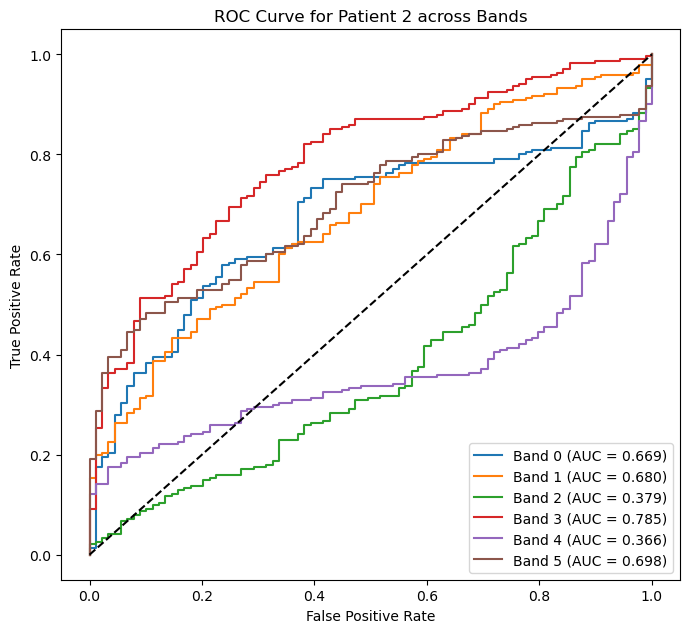 ROC Curve for Patient 2 across Bands
True Positive Rate
1.0
0.8
0.6
0.4
0.2
0.0
0.0 0.2 0.4 0.6 0.8 1.0
False Positive Rate
Band 0 (AUC = 0.669)
Band 1 (AUC = 0.680)
Band 2 (AUC = 0.379)
Band 3 (AUC = 0.785)
Band 4 (AUC = 0.366)
Band 5 (AUC = 0.698)